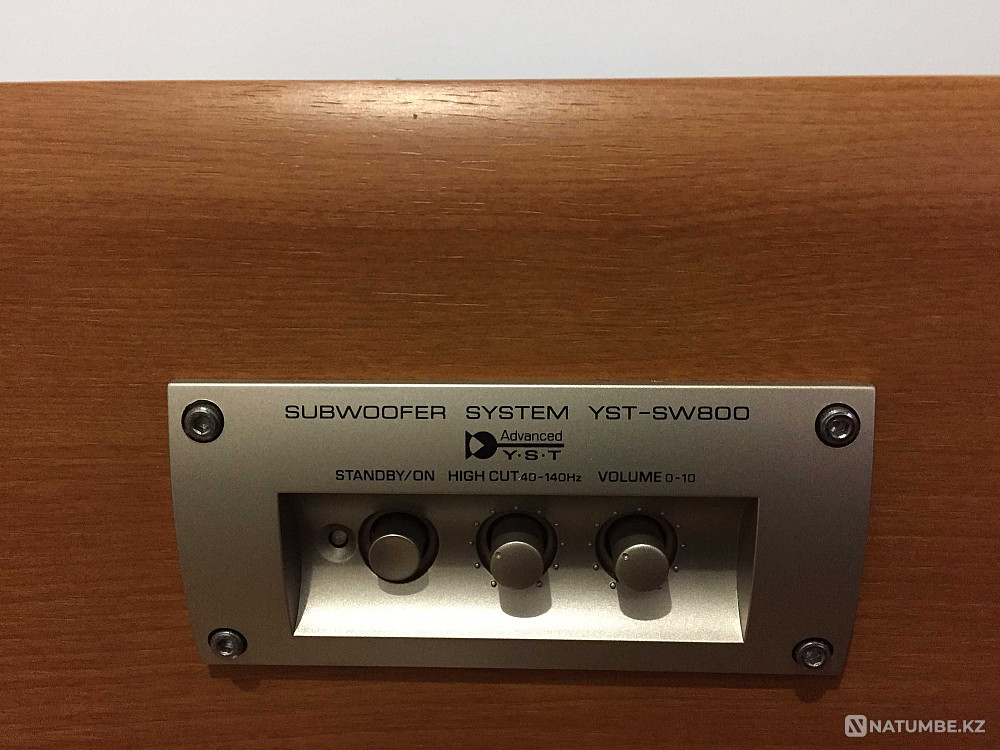 SUBWOOFER SYSTEM YST-SW800
Advanced
Y·S·T
STANDBY/ON HIGH CUT 40-140Hz VOLUME 0-10
NATUMBE.KZ